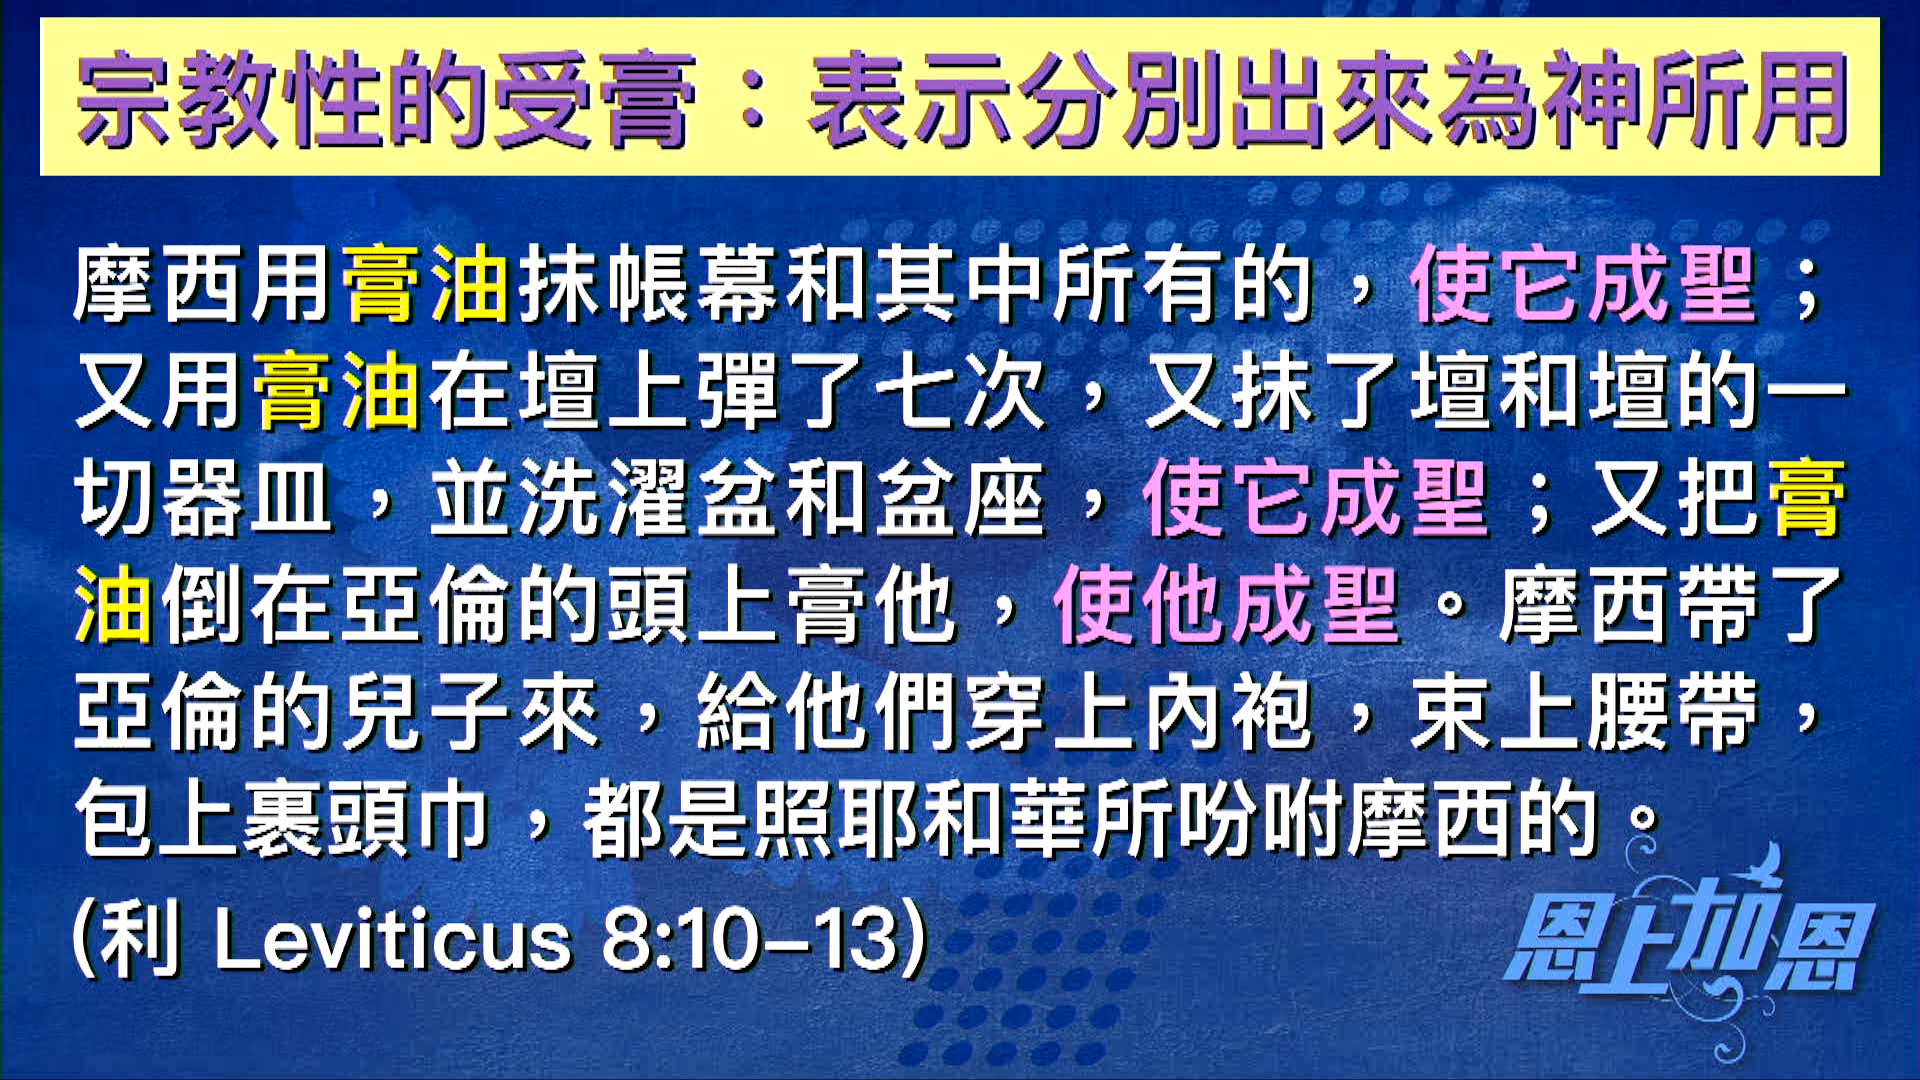 宗教性的受膏：表示分別出來為神所用
摩西用膏油抹帳幕和其中所有的，使它成聖；
又用膏油在壇上彈了七次，又抹了壇和壇的一
切器皿，並洗濯盆和盆座，使它成聖；又把膏
油倒在亞倫的頭上膏他，使他成聖。摩西帶了
亞倫的兒子來，給他們穿上內袍，束上腰帶，
包上裹頭巾，都是照耶和華所吩咐摩西的。
(利 Leviticus 8:10-13)
恩上加恩